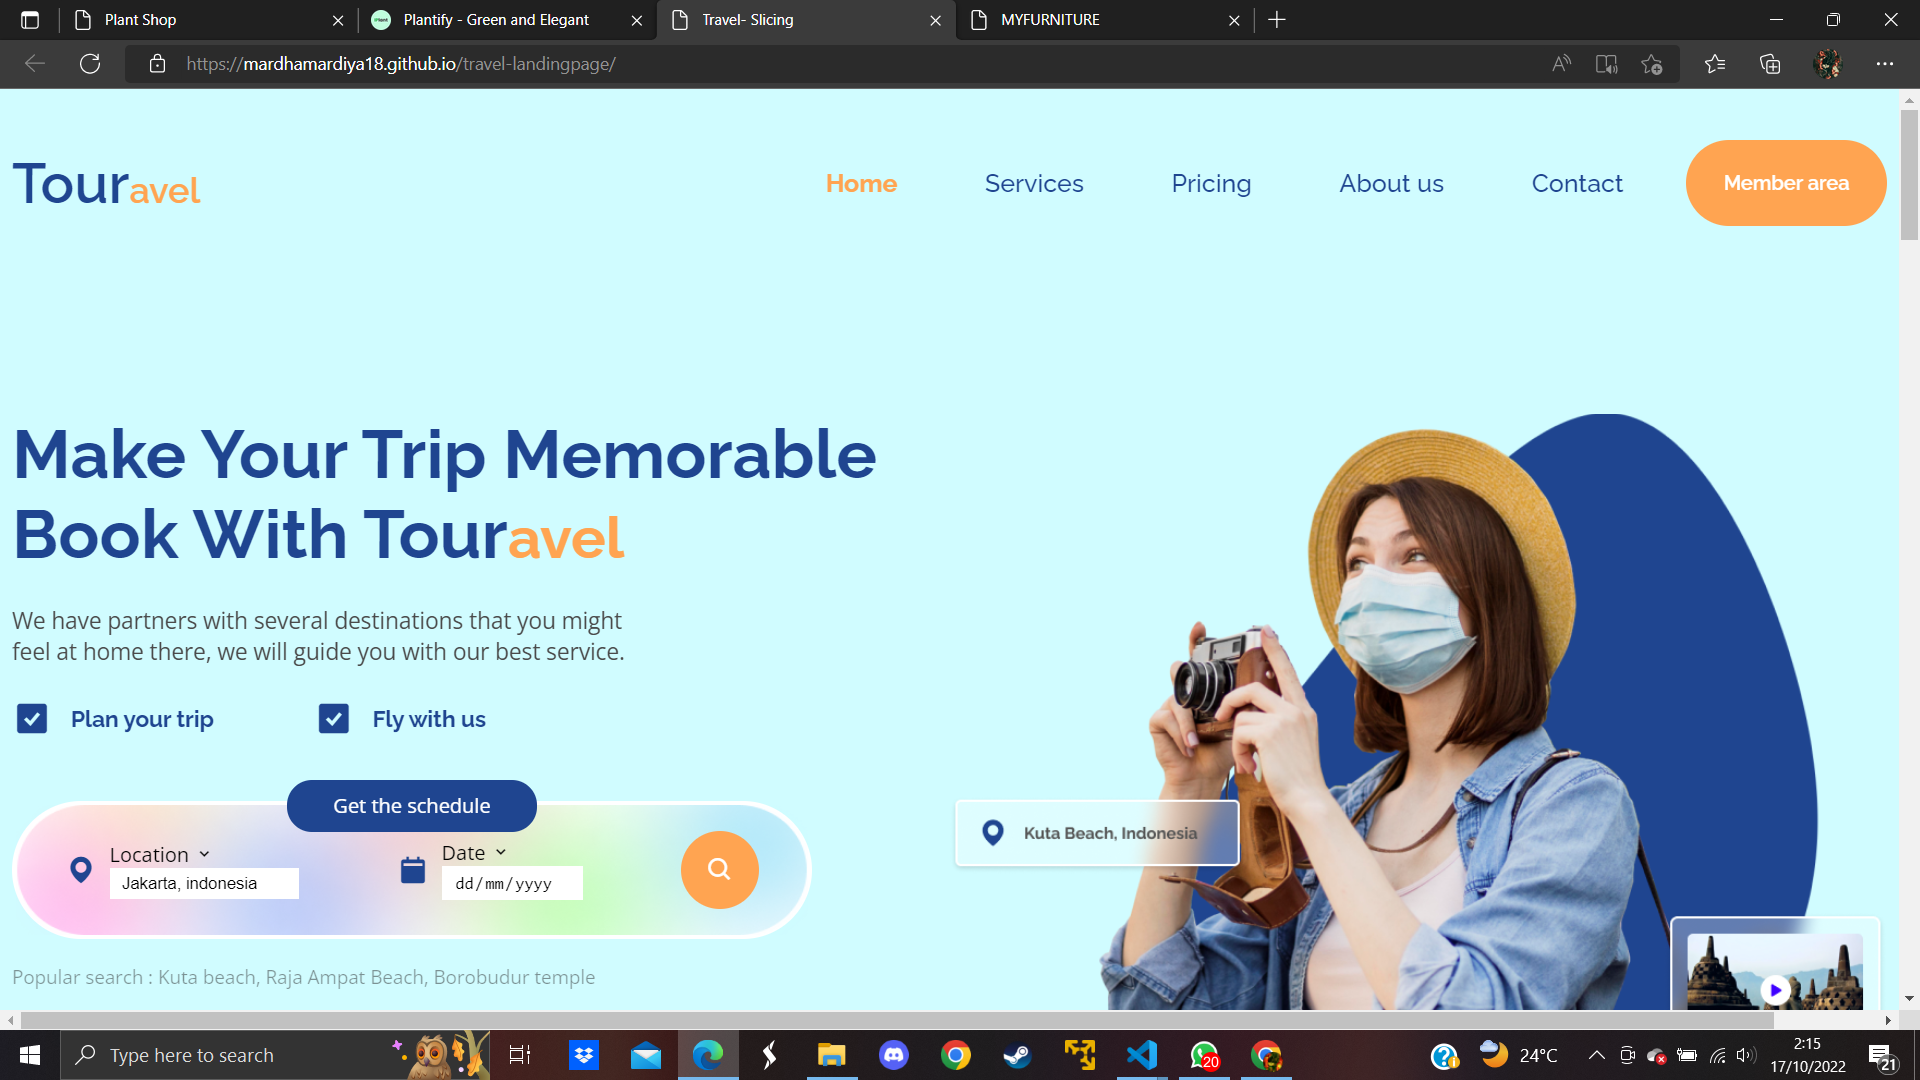 Plant Shop
Plantify - Green and Elegant
Travel- Slicing
MYFURNITURE
https://mardhamardiya18.github.io/travel-landingpage/
Touravel
Home
Services
Pricing
About us
Contact
Member area
Make Your Trip Memorable
Book With Touravel
We have partners with several destinations that you might
feel at home there, we will guide you with our best service.
Plan your trip
Fly with us
Get the schedule
Location
Jakarta, indonesia
Date
dd/mm/yyyy
Kuta Beach, Indonesia
Popular search : Kuta beach, Raja Ampat Beach, Borobudur temple
Type here to search
20
24°C
2:15
17/10/2022
21